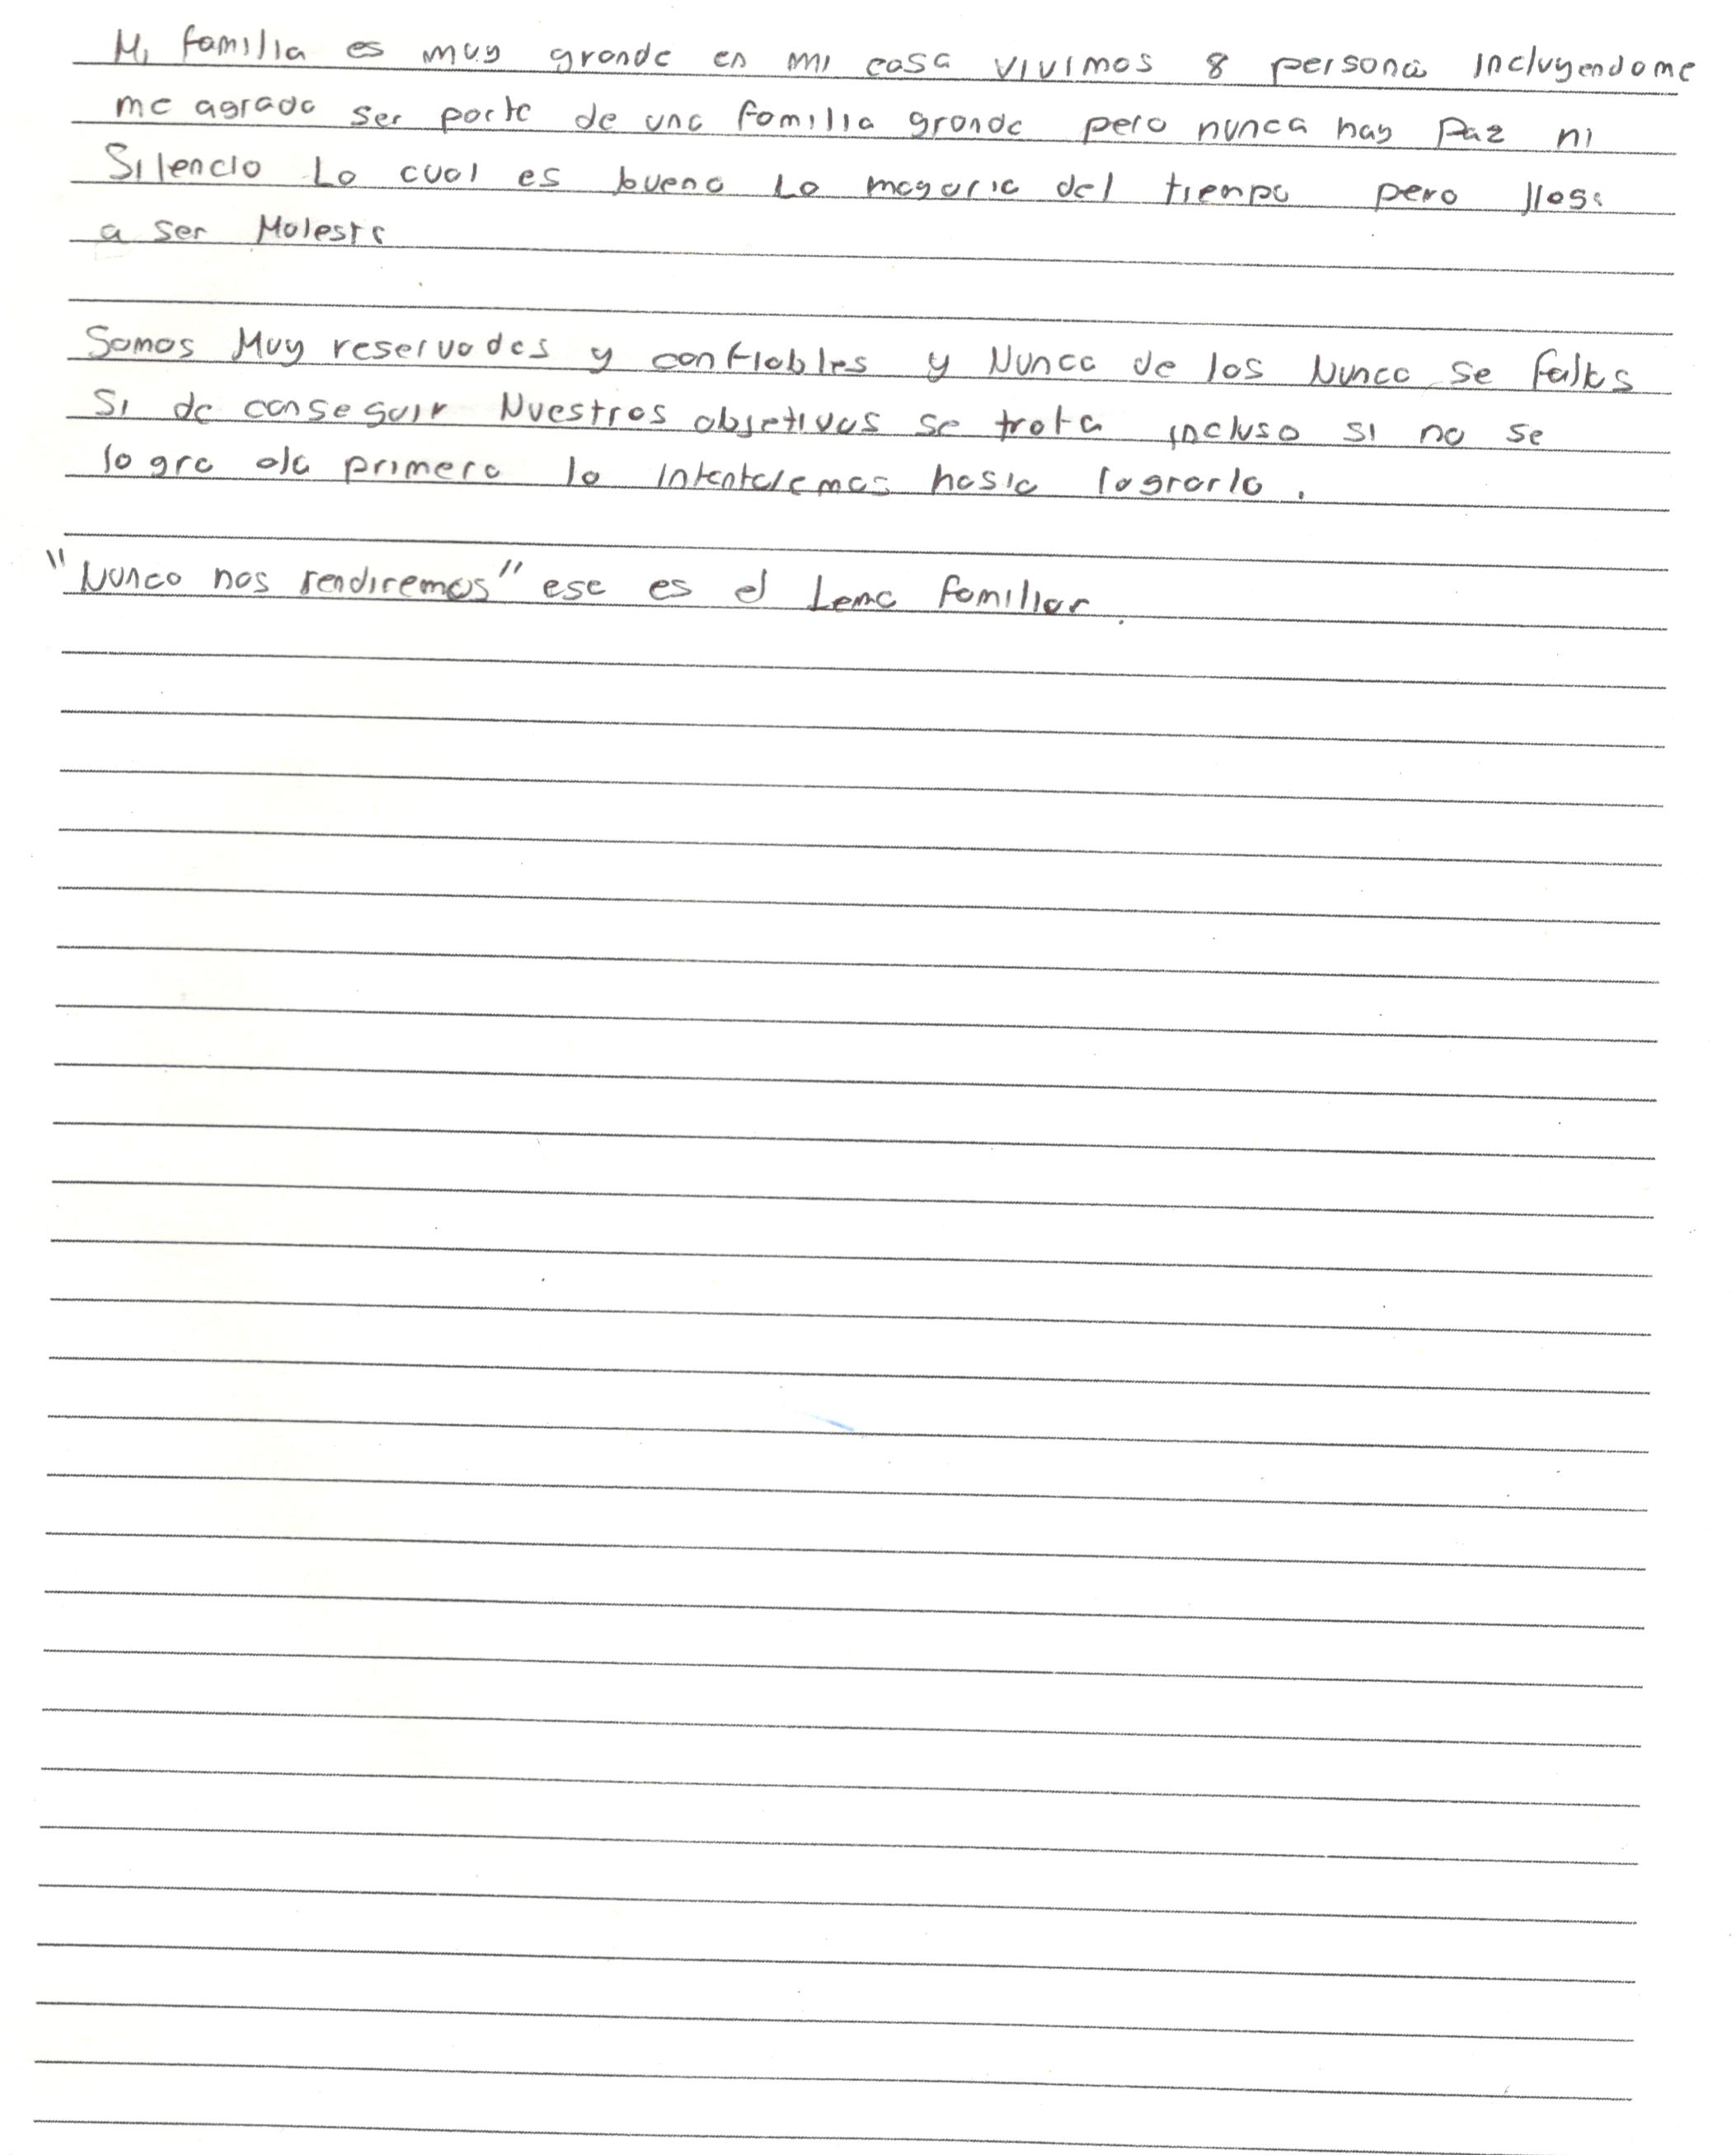 Mi familia es muy grande en mi casa vivimos 8 persona incluyendome
me agrada ser parte de una familia grande pero nunca hay Paz ni
Silencio Lo cual es bueno La mayoria del tiempo pero llega
a ser Molesto
Somos Muy reservados y confiables y Nunca de los Nunca se
Si de conseguir Nuestros objetivos se trata incluso si no se
logra ala primera lo intentaremos hasta lograrlo.
"Nunca nos rendiremos" ese es el Lema familiar.